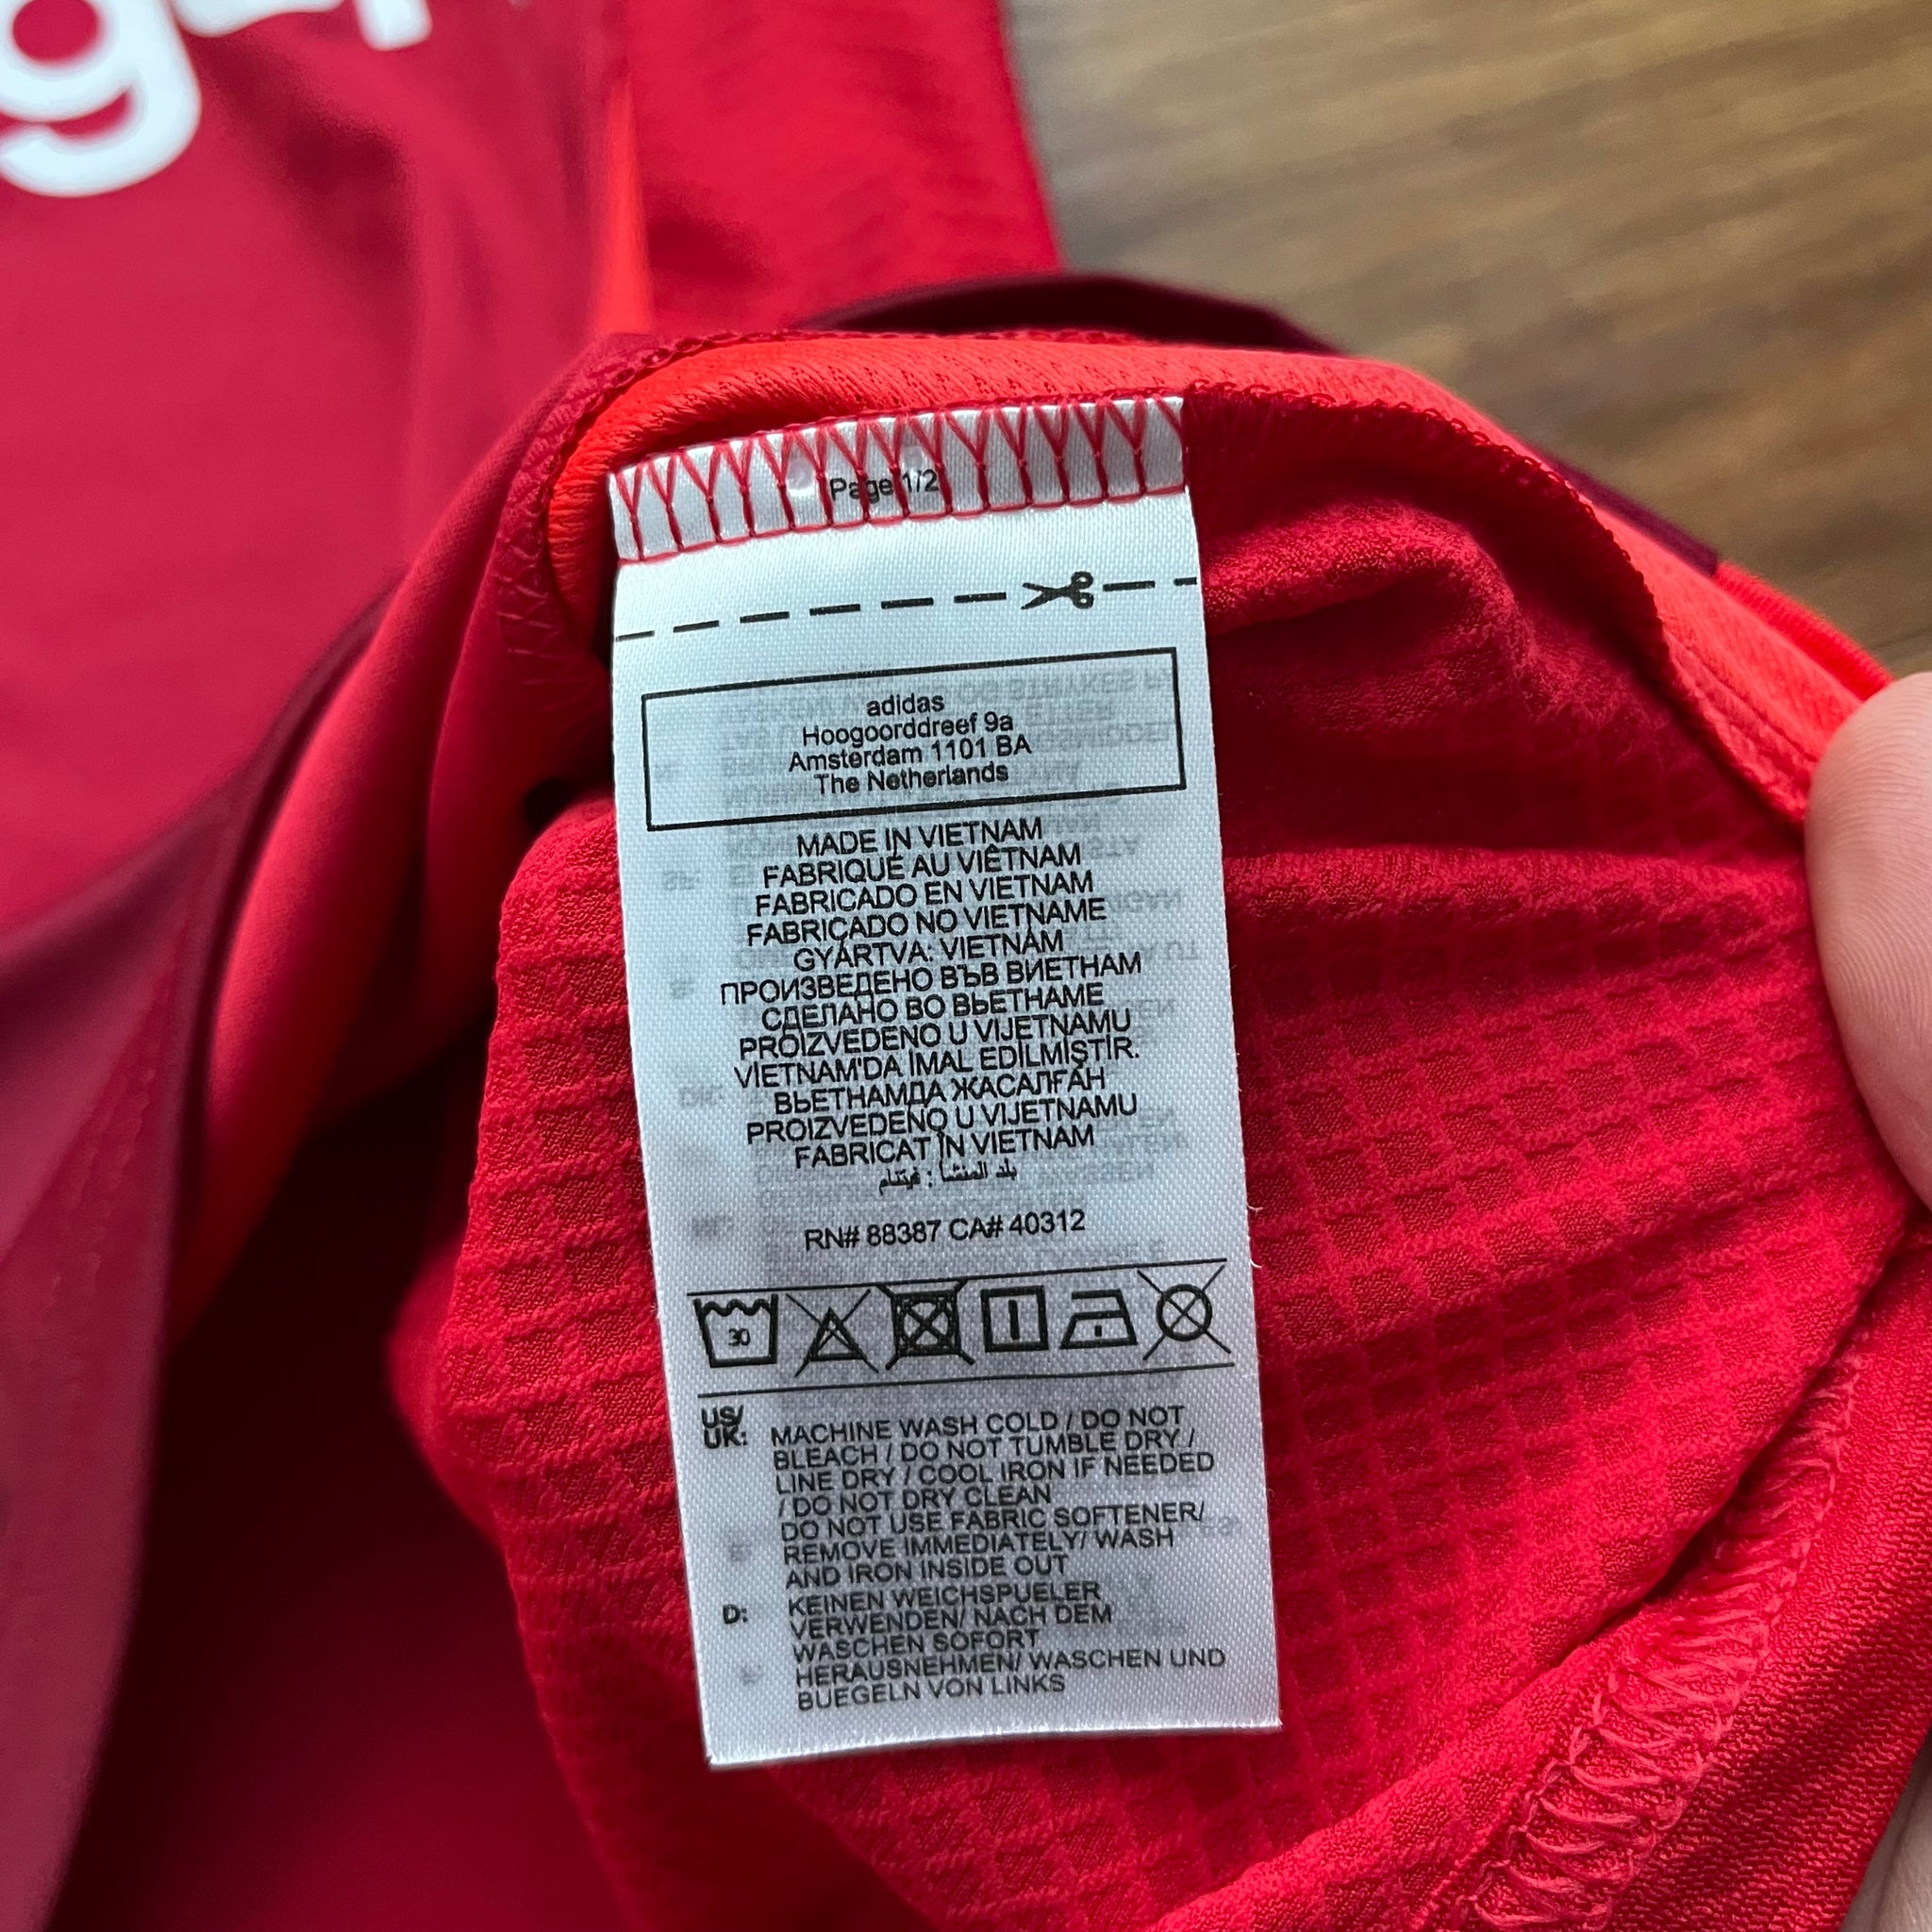 g
Page 1/2
adidas
Hoogoorddreef 9a
Amsterdam 1101 BA
The Netherlands
MADE IN VIETNAM
FABRIQUÉ AU VIÊTNAM
FABRICADO EN VIETNAM
FABRICADO NO VIETNAME
GYÁRTVA: VIETNÁM
ПРОИЗВЕДЕНО ВЪВ ВИЕТНАМ
СДЕЛАНО ВО ВЬЕТНАМЕ
PROIZVEDENO U VIJETNAMU
VİETNAM'DA İMAL EDİLMİŞTİR.
ВЬЕТНАМДА ЖАСАЛҒАН
PROIZVEDENO U VIJETNAMU
FABRICAT ÎN VIETNAM
بلد المنشأ : فيتنام
RN# 88387 CA# 40312
30
US/UK: MACHINE WASH COLD / DO NOT
BLEACH / DO NOT TUMBLE DRY /
LINE DRY / COOL IRON IF NEEDED
/ DO NOT DRY CLEAN
DO NOT USE FABRIC SOFTENER/
REMOVE IMMEDIATELY/ WASH
AND IRON INSIDE OUT
D: KEINEN WEICHSPUELER
VERWENDEN/ NACH DEM
WASCHEN SOFORT
HERAUSNEHMEN/ WASCHEN UND
BUEGELN VON LINKS